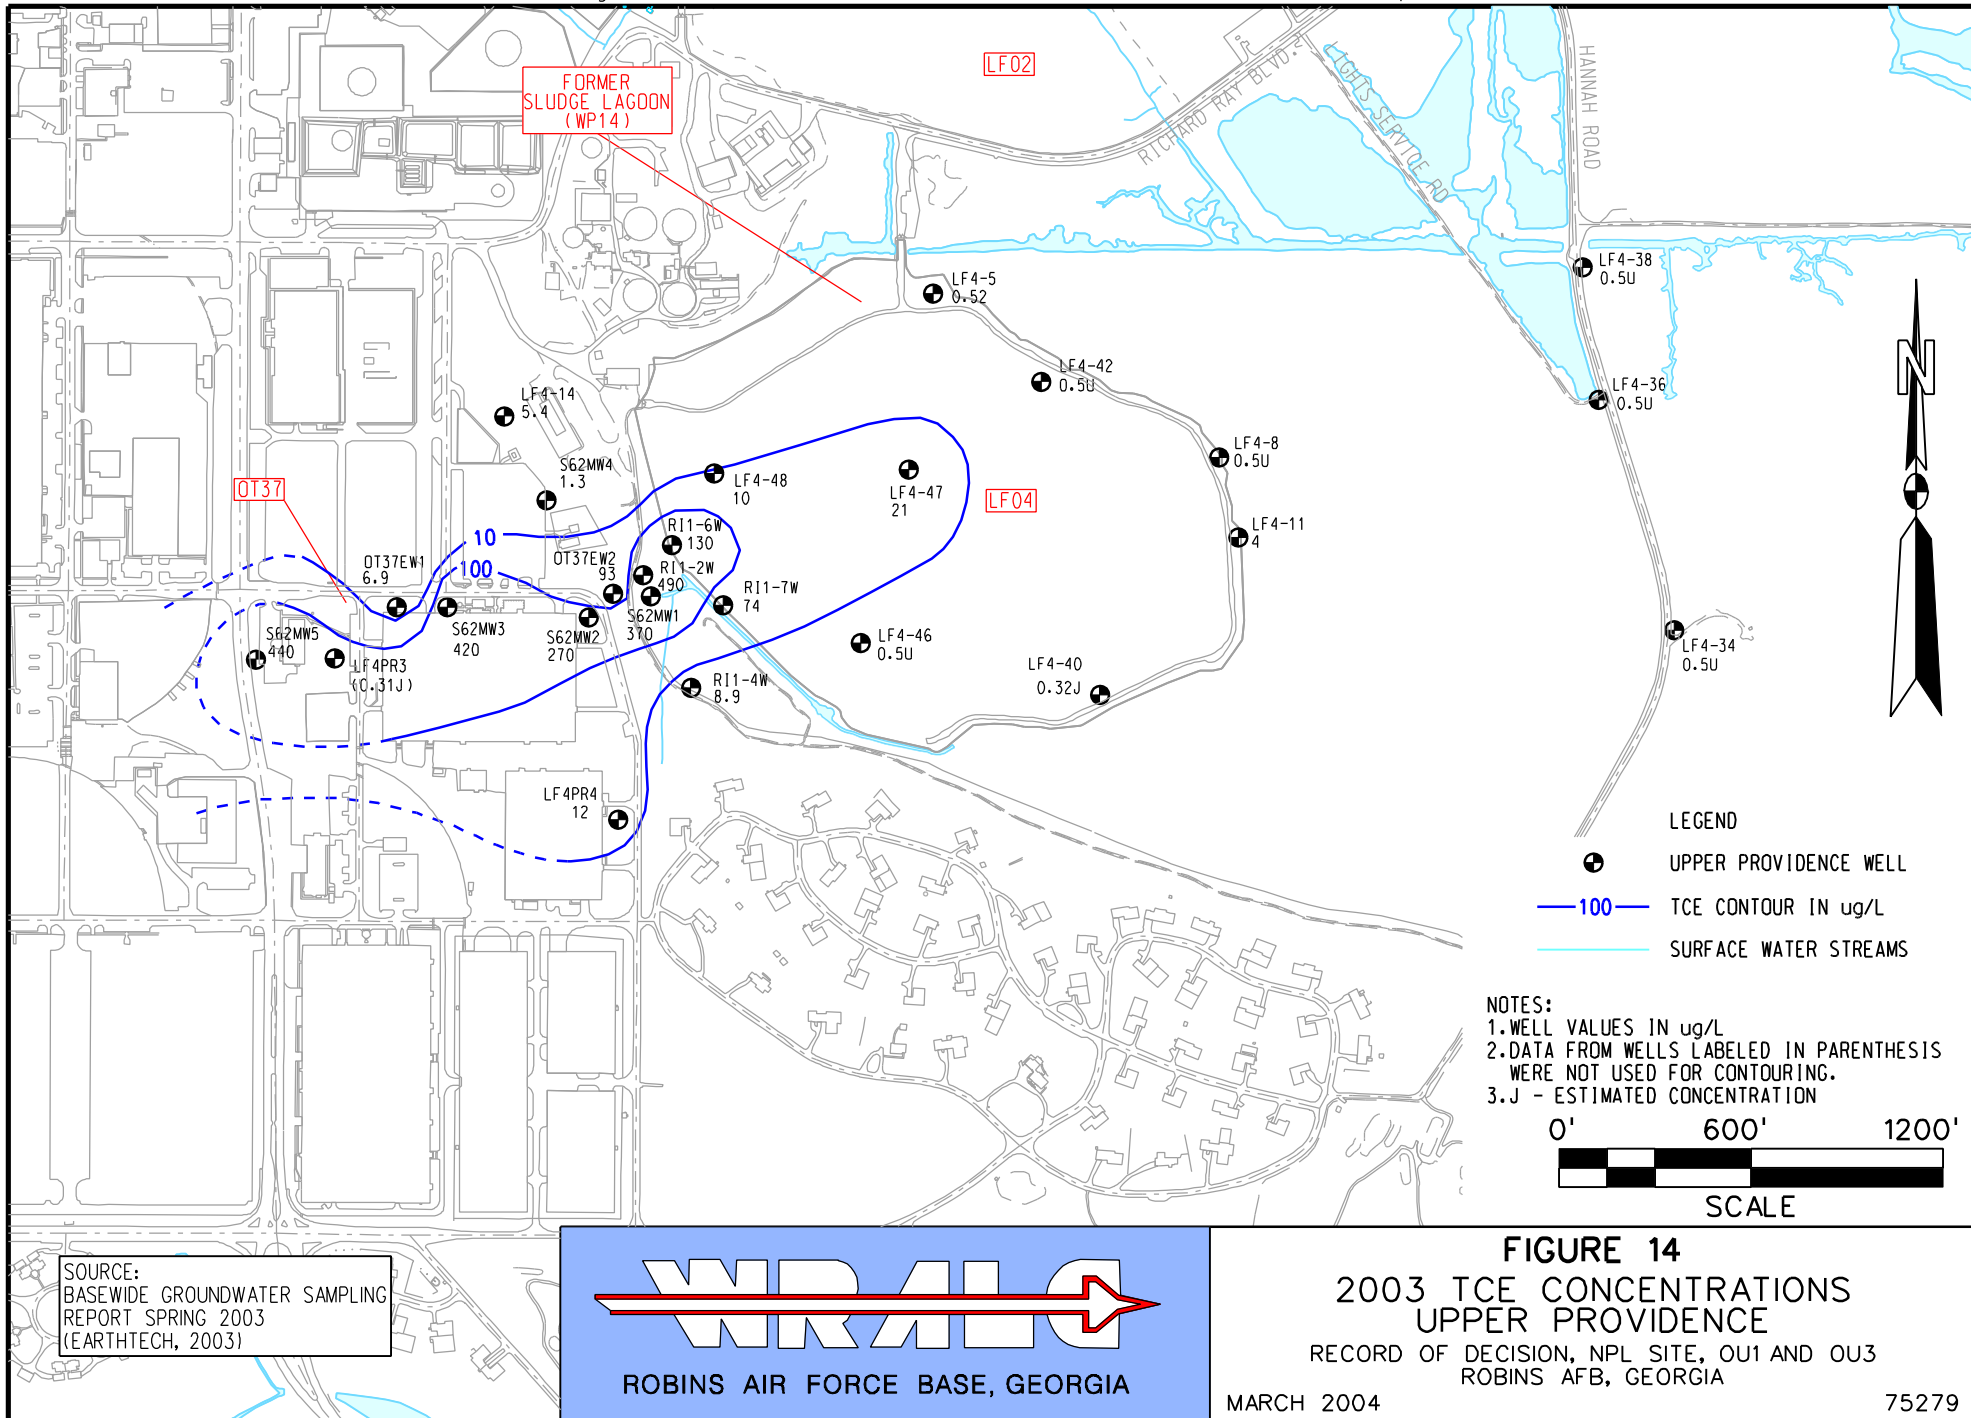 FORMER
SLUDGE LAGOON
(WP14)
LF02
RICHARD RAY BLVD.
LIGHTS SERVICE RD
HANNAH ROAD
LF4-38
0.5U
LF4-5
0.52
LF4-42
0.5U
LF4-36
0.5U
N
LF4-14
5.4
LF4-8
0.5U
S62MW4
1.3
LF4-48
10
LF4-47
21
OT37
LF04
10
RI1-6W
130
LF4-11
4
OT37EW1
6.9
100
OT37EW2
93
RI1-2W
490
RI1-7W
74
S62MW5
440
S62MW3
420
S62MW2
270
S62MW1
370
LF4-46
0.5U
LF4-34
0.5U
LF4PR3
(0.31J)
RI1-4W
8.9
LF4-40
0.32J
LF4PR4
12
LEGEND
UPPER PROVIDENCE WELL
100 TCE CONTOUR IN ug/L
SURFACE WATER STREAMS
NOTES:
1.WELL VALUES IN ug/L
2.DATA FROM WELLS LABELED IN PARENTHESIS
WERE NOT USED FOR CONTOURING.
3.J - ESTIMATED CONCENTRATION
0' 600' 1200'
SCALE
SOURCE:
BASEWIDE GROUNDWATER SAMPLING
REPORT SPRING 2003
(EARTHTECH, 2003)
WRALC
ROBINS AIR FORCE BASE, GEORGIA
FIGURE 14
2003 TCE CONCENTRATIONS
UPPER PROVIDENCE
RECORD OF DECISION, NPL SITE, OU1 AND OU3
ROBINS AFB, GEORGIA
MARCH 2004 75279